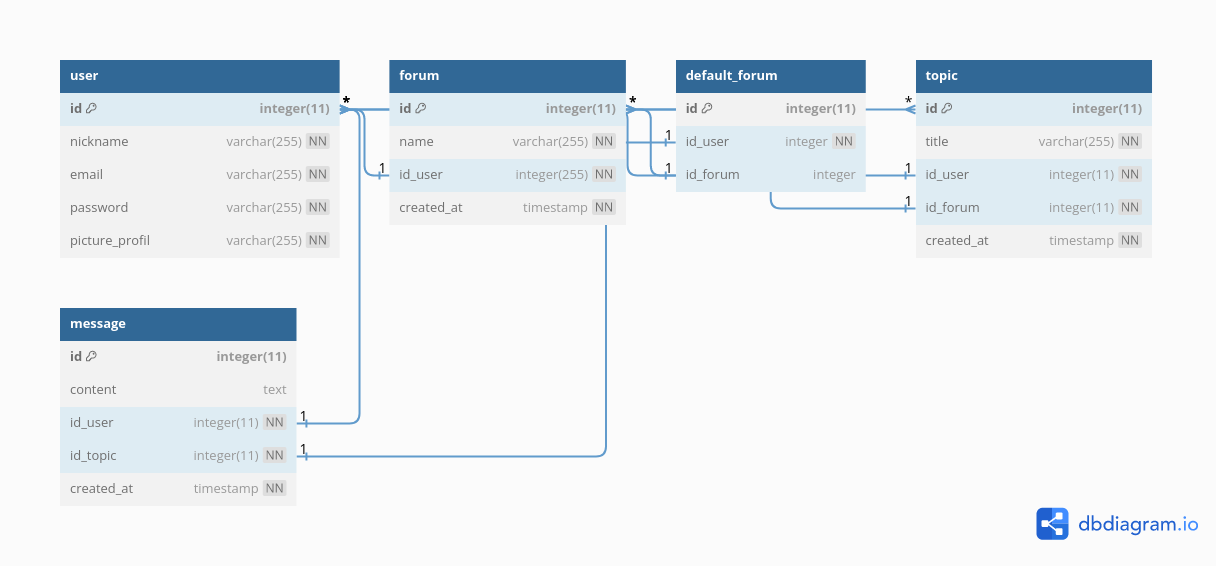 user
id integer(11)
nickname varchar(255) NN
email varchar(255) NN
password varchar(255) NN
picture_profil varchar(255) NN
*
1
forum
id integer(11)
name varchar(255) NN
id_user integer(255) NN
created_at timestamp NN
*
1
1
default_forum
id integer(11)
id_user integer NN
id_forum integer
*
1
1
topic
id integer(11)
title varchar(255) NN
id_user integer(11) NN
id_forum integer(11) NN
created_at timestamp NN
message
id integer(11)
content text
id_user integer(11) NN
id_topic integer(11) NN
created_at timestamp NN
1
1
dbdiagram.io